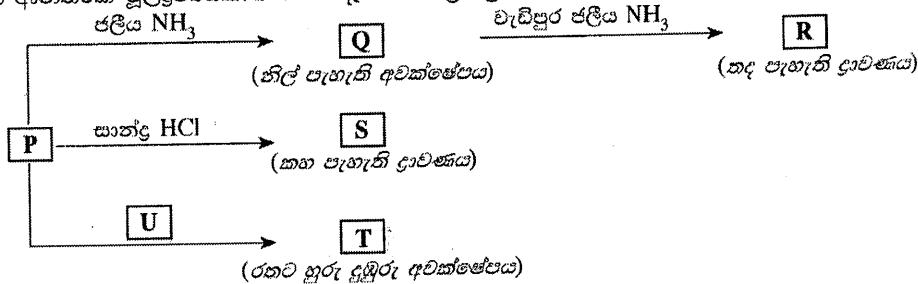 ජලීය NH₃
වැඩිපුර ජලීය NH₃
Q
R
(නිල් පැහැති අවක්ෂේපය)
(තද පැහැති ද්‍රාවණය)
P
සාන්ද්‍ර HCl
S
(කහ පැහැති ද්‍රාවණය)
U
T
(රතට හුරු දුඹුරු අවක්ෂේපය)